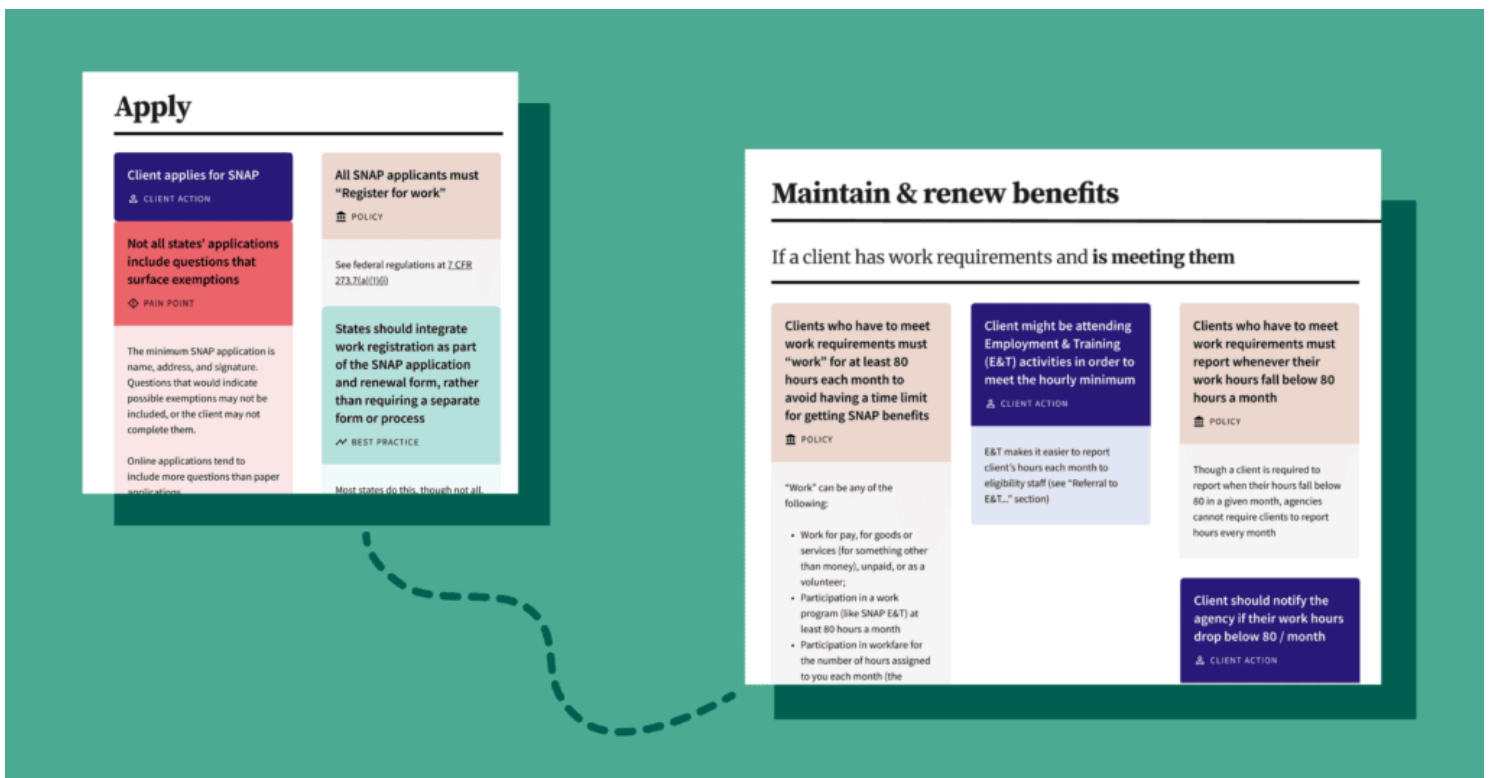 Apply
Client applies for SNAP
CLIENT ACTION
Not all states' applications
include questions that
surface exemptions
PAIN POINT
The minimum SNAP application is
name, address, and signature.
Questions that would indicate
possible exemptions may not be
included, or the client may not
complete them.
Online applications tend to
include more questions than paper
applications
All SNAP applicants must
“Register for work”
POLICY
See federal regulations at 7 CFR
273.7(a)(1)(i)
States should integrate
work registration as part
of the SNAP application
and renewal form, rather
than requiring a separate
form or process
BEST PRACTICE
Most states do this, though not all.
Maintain & renew benefits
If a client has work requirements and is meeting them
Clients who have to meet
work requirements must
“work” for at least 80
hours each month to
avoid having a time limit
for getting SNAP benefits
POLICY
“Work” can be any of the
following:
• Work for pay, for goods or
services (for something other
than money), unpaid, or as a
volunteer;
• Participation in a work
program (like SNAP E&T) at
least 80 hours a month
• Participation in workfare for
the number of hours assigned
to you each month (the
Client might be attending
Employment & Training
(E&T) activities in order to
meet the hourly minimum
CLIENT ACTION
E&T makes it easier to report
client's hours each month to
eligibility staff (see “Referral to
E&T...” section)
Clients who have to meet
work requirements must
report whenever their
work hours fall below 80
hours a month
POLICY
Though a client is required to
report when their hours fall below
80 in a given month, agencies
cannot require clients to report
hours every month
Client should notify the
agency if their work hours
drop below 80 / month
CLIENT ACTION